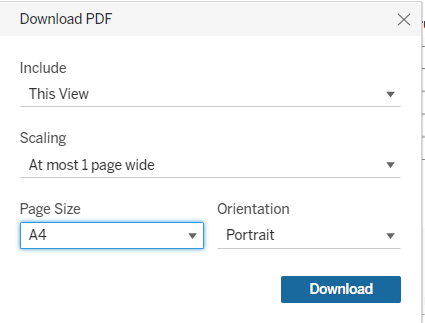 Download PDF
Include
This View
Scaling
At most 1 page wide
Page Size
Orientation
A4
Portrait
Download